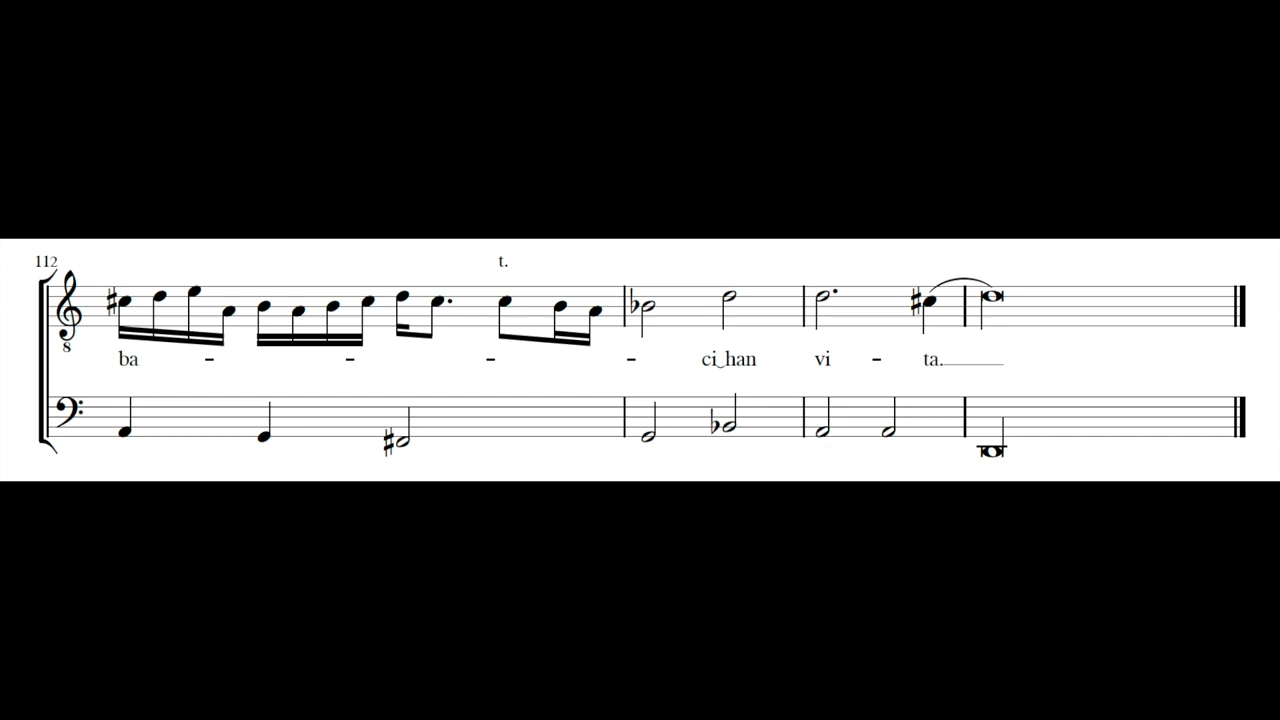 112
t.
8
ba - - - - ci‿han vi - ta.